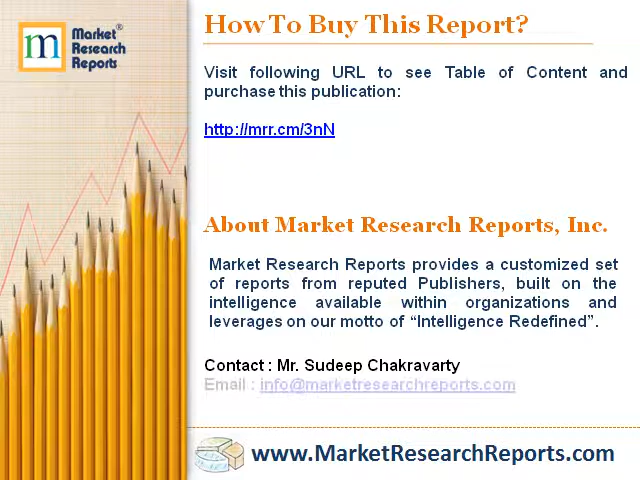 m
Market®
Research
Reports
How To Buy This Report?
Visit following URL to see Table of Content and
purchase this publication:
http://mrr.cm/3nN
About Market Research Reports, Inc.
Market Research Reports provides a customized set
of reports from reputed Publishers, built on the
intelligence available within organizations and
leverages on our motto of “Intelligence Redefined”.
Contact : Mr. Sudeep Chakravarty
Email : info@marketresearchreports.com
www.MarketResearchReports.com